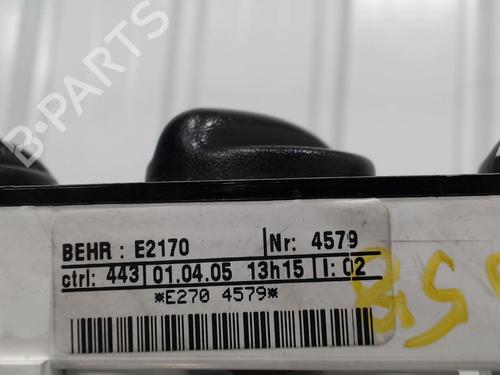 B-PARTS
BEHR : E2170 Nr: 4579
ctrl: 443 01.04.05 13h15 I: 02
*E270 4579*